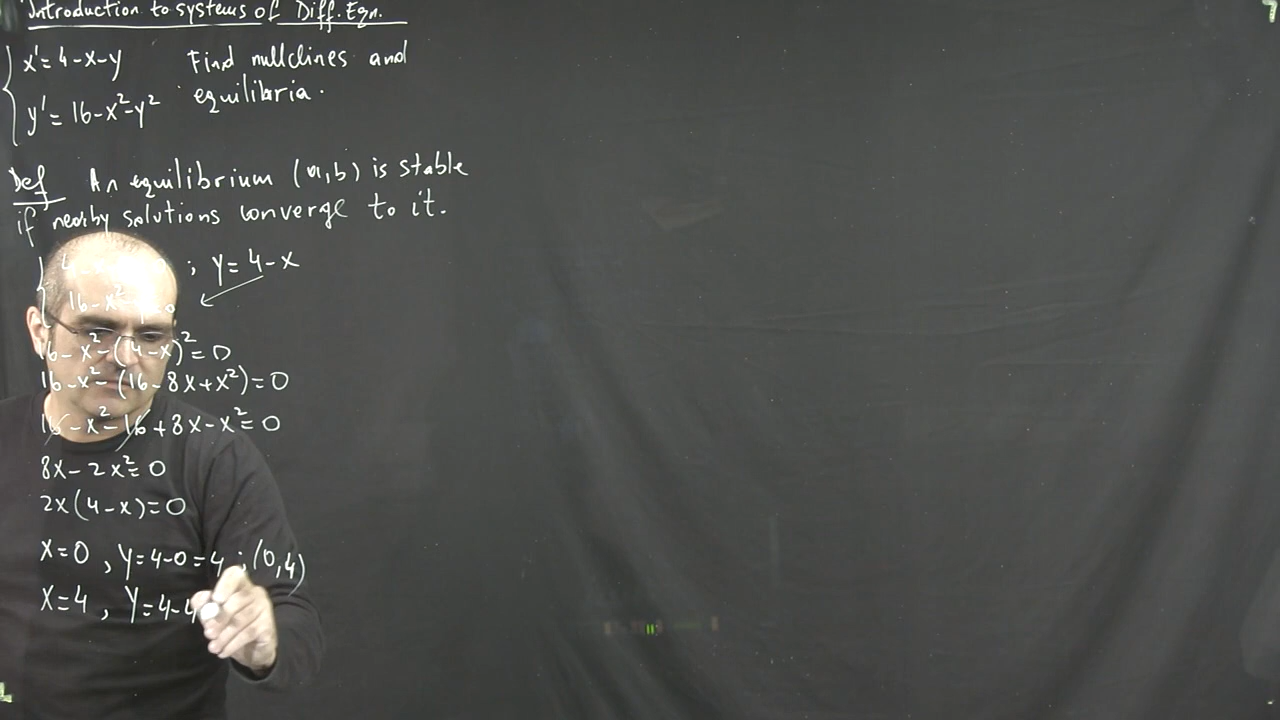 Introduction to systems of Diff. Eqn.
x' = 4 - x - y Find nullclines and
y' = 16 - x² - y² equilibria.
Def An equilibrium (a,b) is stable
if nearby solutions converge to it.
; y = 4 - x
16 - x²
16 - x² - (4 - x)² = 0
16 - x² - (16 - 8x + x²) = 0
16 - x² - 16 + 8x - x² = 0
8x - 2x² = 0
2x(4 - x) = 0
x = 0 , y = 4 - 0 = 4 ; (0,4)
x = 4 , y = 4 - 4